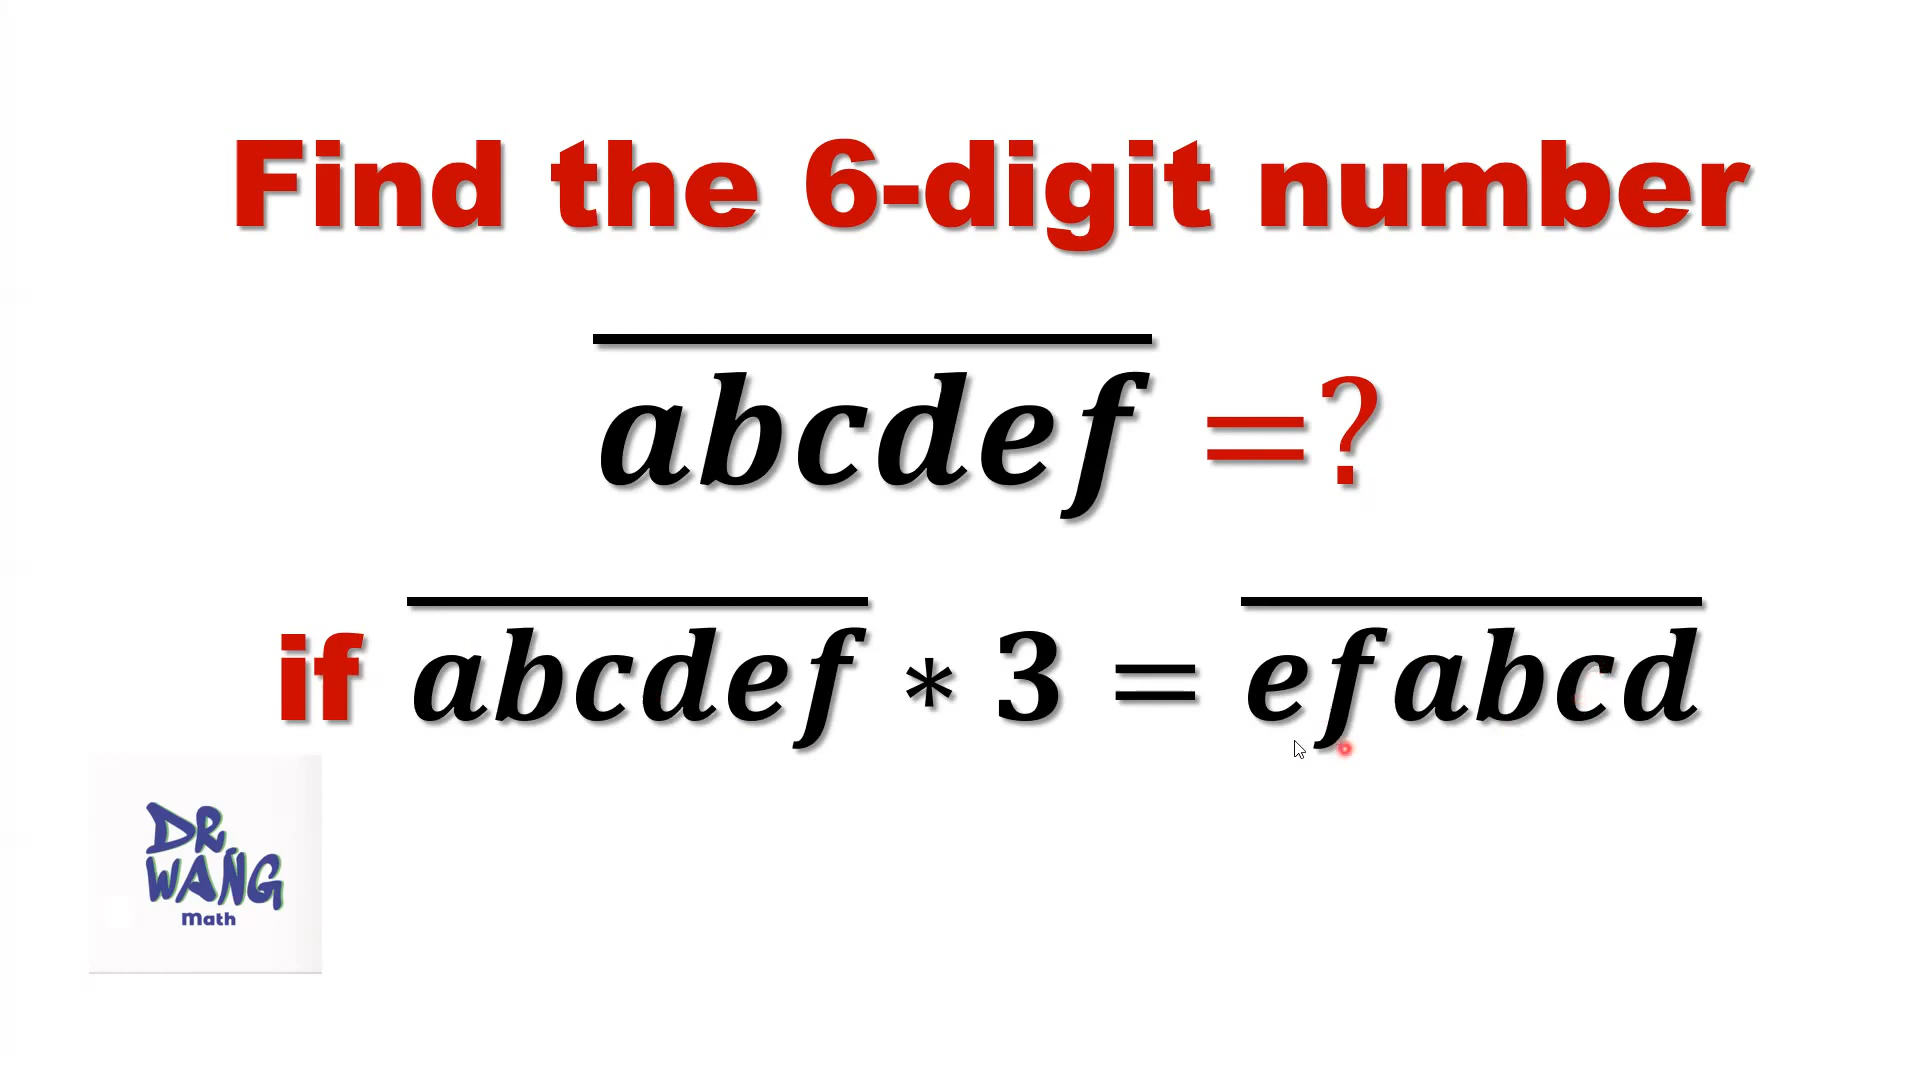 Find the 6-digit number
abcdef =?
if abcdef * 3 = efabcd
DR
WANG
Math